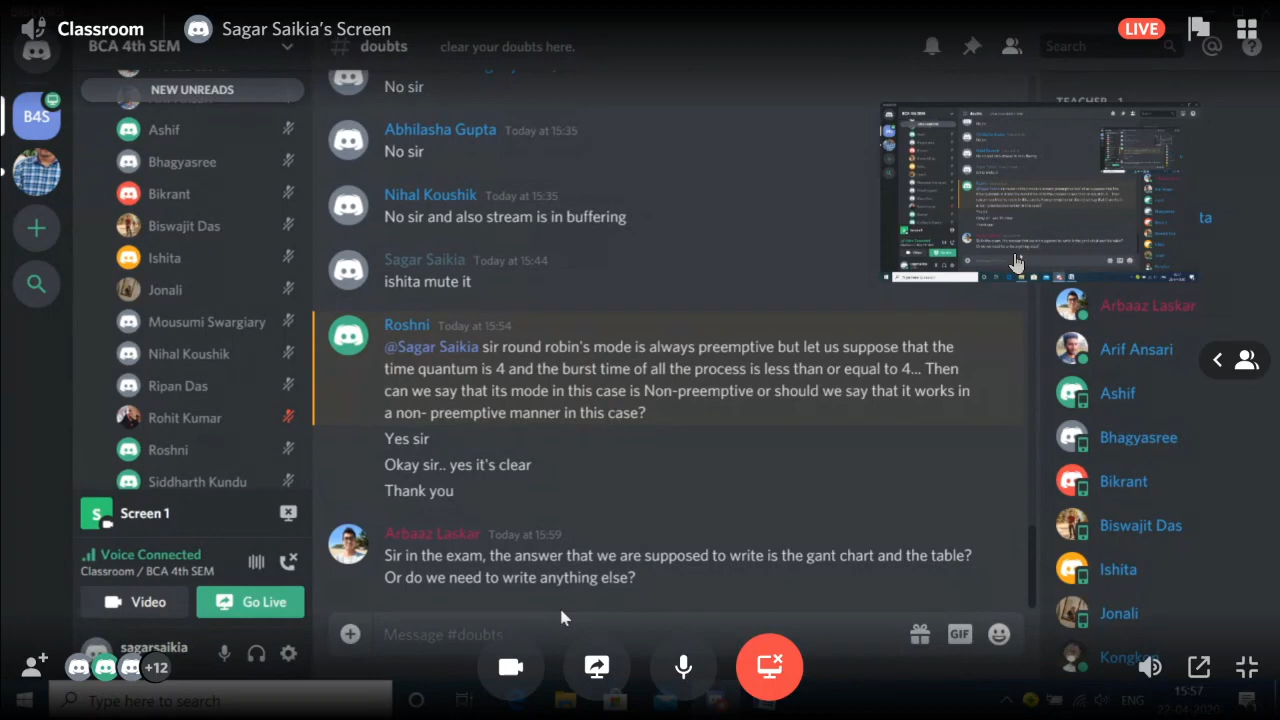 Classroom
Sagar Saikia's Screen
LIVE
BCA 4th SEM
# doubts
clear your doubts here.
Search
NEW UNREADS
B4S
Ashif
Bhagyasree
Bikrant
Biswajit Das
Ishita
Jonali
Mousumi Swargiary
Nihal Koushik
Ripan Das
Rohit Kumar
Roshni
Siddharth Kundu
S
Screen 1
Voice Connected
Classroom / BCA 4th SEM
Video
Go Live
sagarsaikia
+12
Type here to search
No sir
Abhilasha Gupta Today at 15:35
No sir
Nihal Koushik Today at 15:35
No sir and also stream is in buffering
Sagar Saikia Today at 15:44
ishita mute it
Roshni Today at 15:54
@Sagar Saikia sir round robin's mode is always preemptive but let us suppose that the
time quantum is 4 and the burst time of all the process is less than or equal to 4... Then
can we say that its mode in this case is Non-preemptive or should we say that it works in
a non- preemptive manner in this case?
Yes sir
Okay sir.. yes it's clear
Thank you
Arbaaz Laskar Today at 15:59
Sir in the exam, the answer that we are supposed to write is the gant chart and the table?
Or do we need to write anything else?
Message #doubts
GIF
TEACHER
Arbaaz Laskar
Arif Ansari
Ashif
Bhagyasree
Bikrant
Biswajit Das
Ishita
Jonali
ENG
15:57
22-04-2020